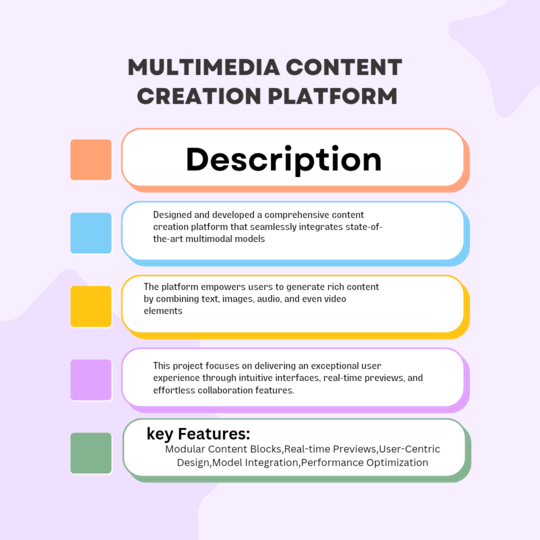 MULTIMEDIA CONTENT
CREATION PLATFORM
Description
Designed and developed a comprehensive content
creation platform that seamlessly integrates state-of-
the-art multimodal models
The platform empowers users to generate rich content
by combining text, images, audio, and even video
elements
This project focuses on delivering an exceptional user
experience through intuitive interfaces, real-time previews, and
effortless collaboration features.
key Features:
Modular Content Blocks,Real-time Previews,User-Centric
Design,Model Integration,Performance Optimization